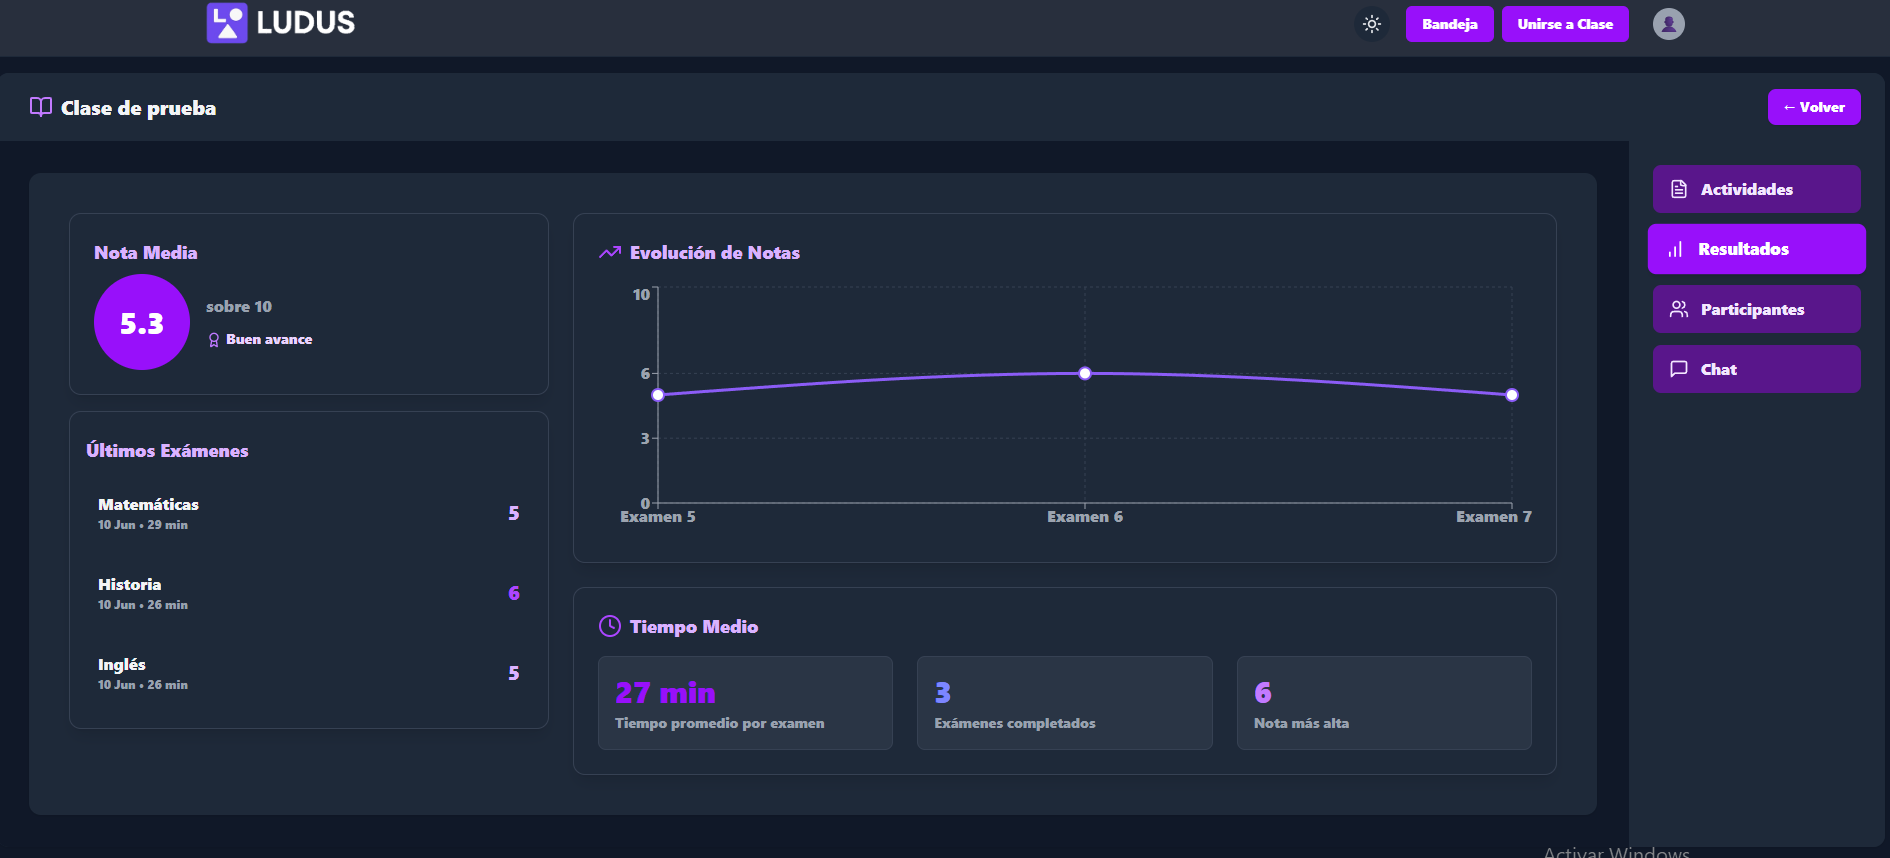 LUDUS
Bandeja
Unirse a Clase
Clase de prueba
← Volver
Nota Media
5.3
sobre 10
Buen avance
Últimos Exámenes
Matemáticas
10 Jun • 29 min
5
Historia
10 Jun • 26 min
6
Inglés
10 Jun • 26 min
5
Evolución de Notas
10
6
3
0
Examen 5
Examen 6
Examen 7
Tiempo Medio
27 min
Tiempo promedio por examen
3
Exámenes completados
6
Nota más alta
Actividades
Resultados
Participantes
Chat
Activar Windows